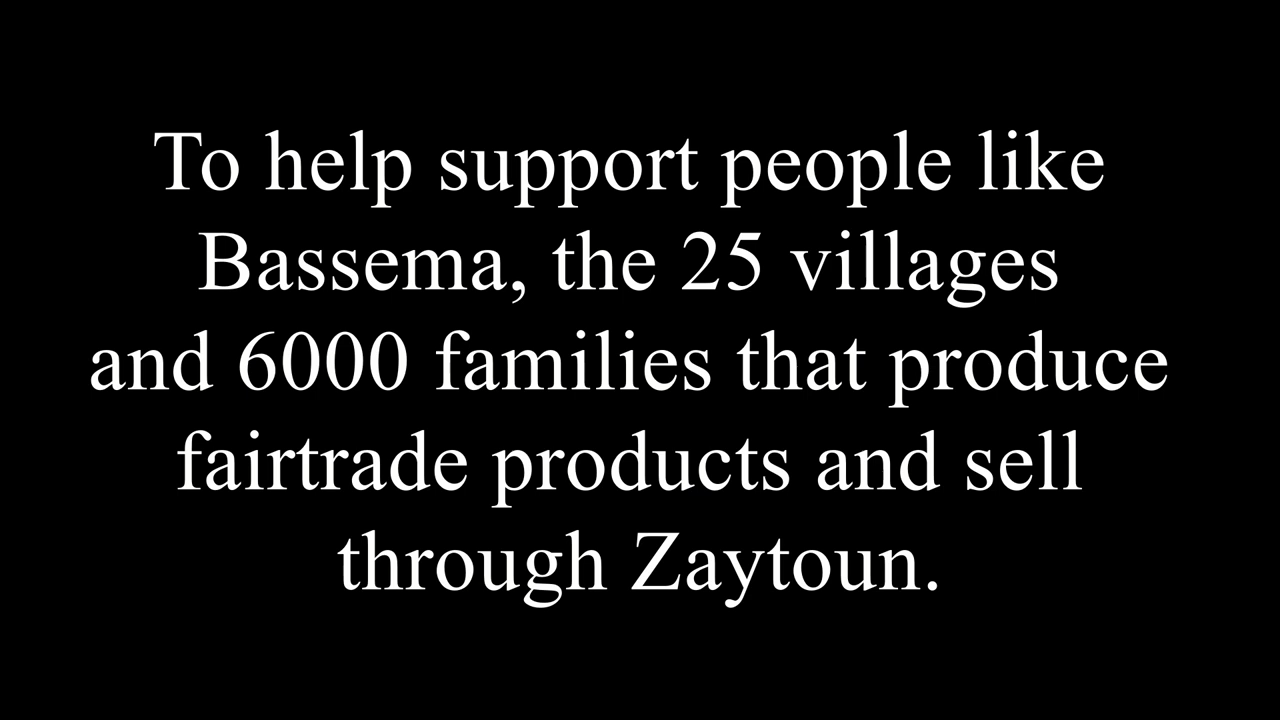 To help support people like
Bassema, the 25 villages
and 6000 families that produce
fairtrade products and sell
through Zaytoun.